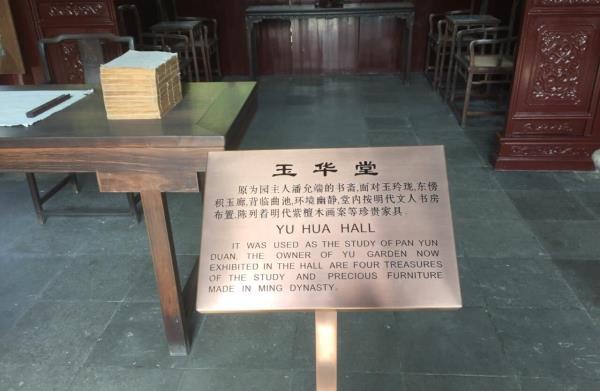 玉华堂
原为园主人潘允端的书斋,面对玉玲珑,东傍
积玉廊,背临曲池,环境幽静,堂内按明代文人书房
布置,陈列着明代紫檀木画案等珍贵家具
YU HUA HALL
IT WAS USED AS THE STUDY OF PAN YUN
DUAN, THE OWNER OF YU GARDEN NOW
EXHIBITED IN THE HALL ARE FOUR TREASURES
OF THE STUDY AND PRECIOUS FURNITURE
MADE IN MING DYNASTY.